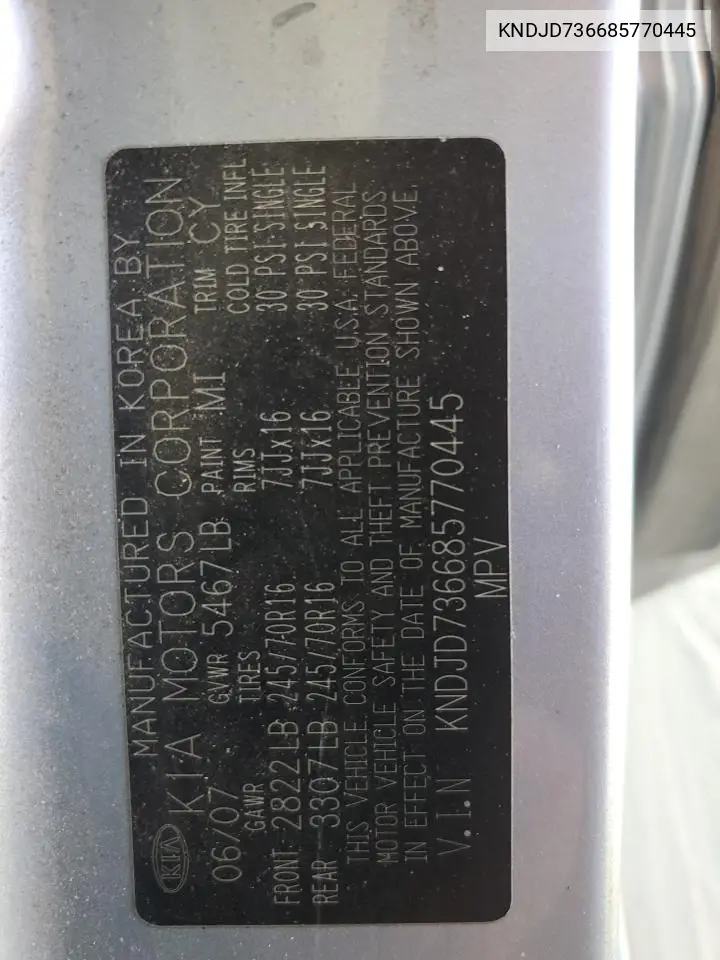 KNDJD736685770445
MANUFACTURED IN KOREA BY
KIA KIA MOTORS CORPORATION
06/07 GVWR 5467 LB PAINT MI TRIM CY
GAWR TIRES RIMS COLD TIRE INFL
FRONT 2822 LB 245/70R16 7JJx16 30 PSI SINGLE
REAR 3307 LB 245/70R16 7JJx16 30 PSI SINGLE
THIS VEHICLE CONFORMS TO ALL APPLICABLE U.S.A. FEDERAL
MOTOR VEHICLE SAFETY AND THEFT PREVENTION STANDARDS
IN EFFECT ON THE DATE OF MANUFACTURE SHOWN ABOVE.
V.I.N KNDJD736685770445
MPV